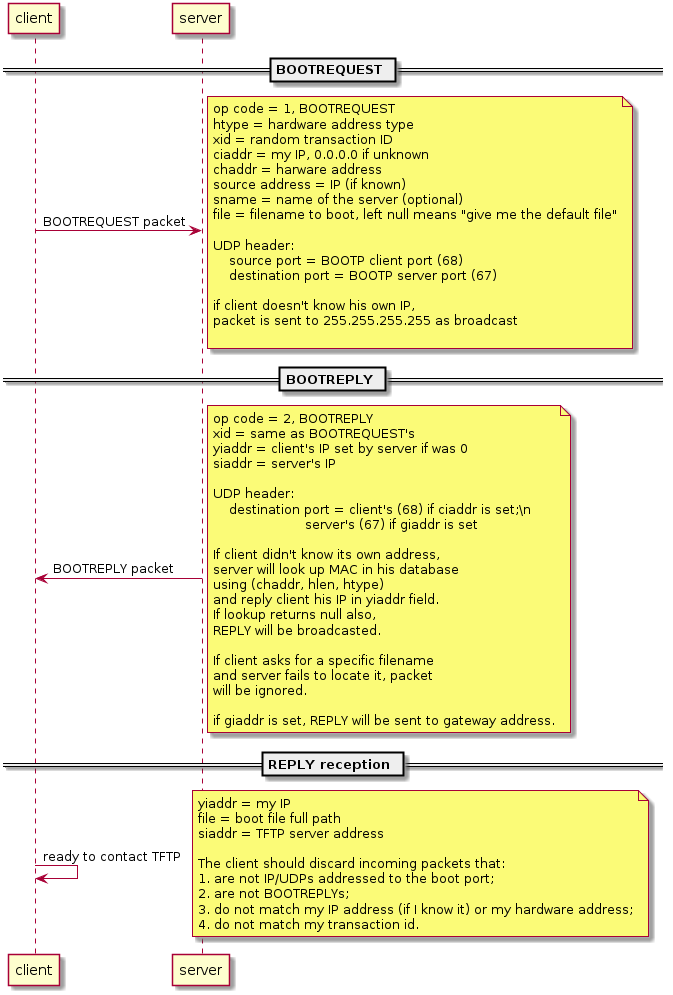 client
server
BOOTREQUEST
op code = 1, BOOTREQUEST
htype = hardware address type
xid = random transaction ID
ciaddr = my IP, 0.0.0.0 if unknown
chaddr = harware address
source address = IP (if known)
sname = name of the server (optional)
file = filename to boot, left null means "give me the default file"
BOOTREQUEST packet
UDP header:
source port = BOOTP client port (68)
destination port = BOOTP server port (67)
if client doesn't know his own IP,
packet is sent to 255.255.255.255 as broadcast
BOOTREPLY
op code = 2, BOOTREPLY
xid = same as BOOTREQUEST's
yiaddr = client's IP set by server if was 0
siaddr = server's IP
UDP header:
destination port = client's (68) if ciaddr is set;\n
server's (67) if giaddr is set
If client didn't know its own address,
server will look up MAC in his database
BOOTREPLY packet
using (chaddr, hlen, htype)
and reply client his IP in yiaddr field.
If lookup returns null also,
REPLY will be broadcasted.
If client asks for a specific filename
and server fails to locate it, packet
will be ignored.
if giaddr is set, REPLY will be sent to gateway address.
REPLY reception
yiaddr = my IP
file = boot file full path
siaddr = TFTP server address
ready to contact TFTP
The client should discard incoming packets that:
1. are not IP/UDPs addressed to the boot port;
2. are not BOOTREPLYs;
3. do not match my IP address (if I know it) or my hardware address;
4. do not match my transaction id.
client
server